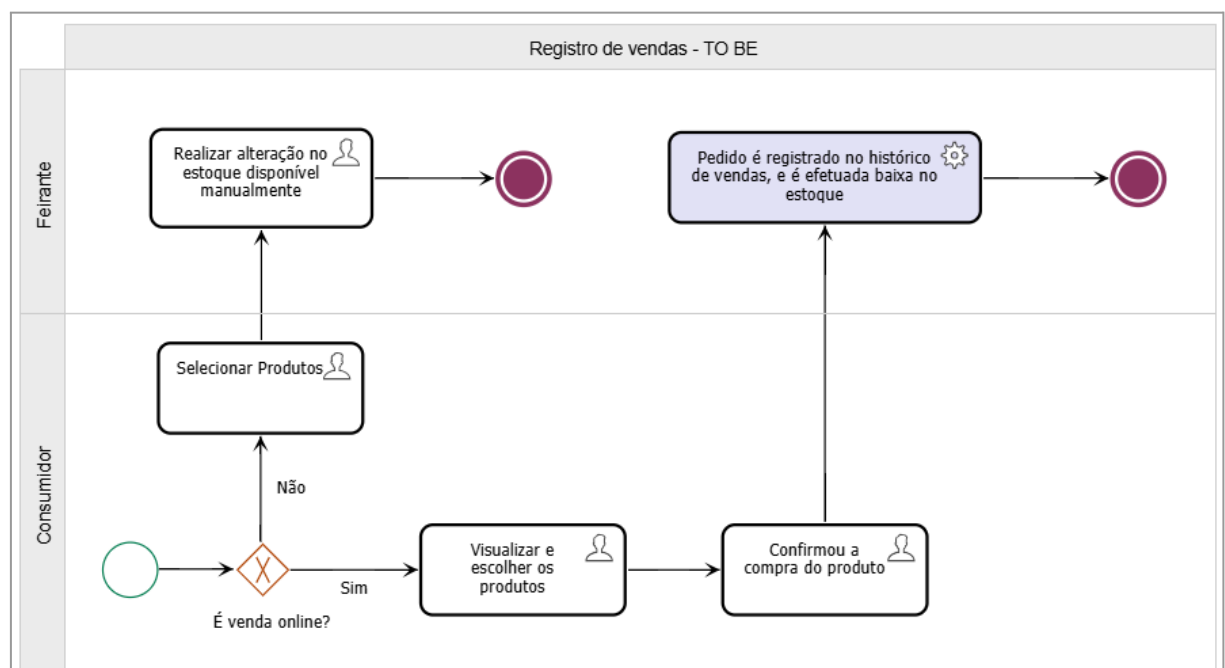 Registro de vendas - TO BE
Feirante
Realizar alteração no
estoque disponível
manualmente
Pedido é registrado no histórico
de vendas, e é efetuada baixa no
estoque
Consumidor
Selecionar Produtos
Não
É venda online?
Sim
Visualizar e
escolher os
produtos
Confirmou a
compra do produto